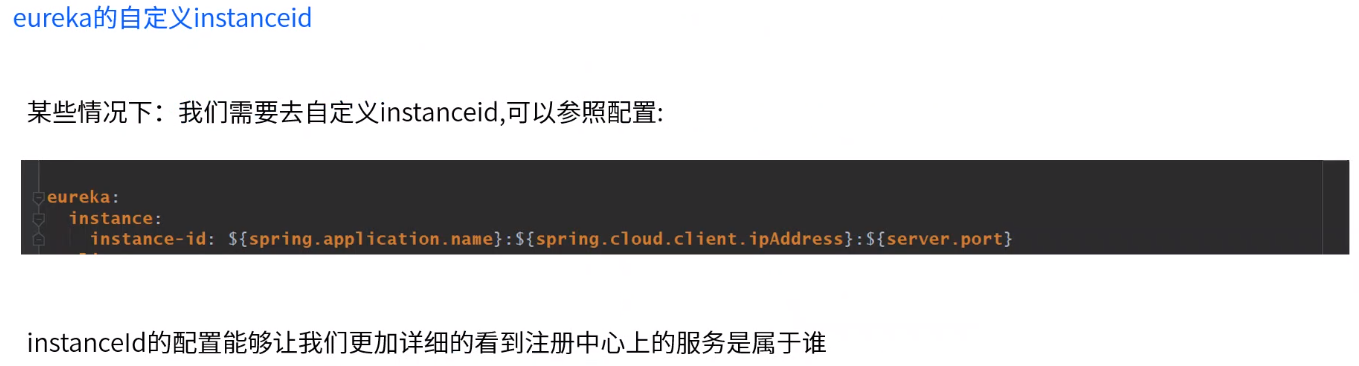 eureka的自定义instanceid
某些情况下：我们需要去自定义instanceid,可以参照配置:
eureka:
instance:
instance-id: ${spring.application.name}:${spring.cloud.client.ipAddress}:${server.port}
instanceId的配置能够让我们更加详细的看到注册中心上的服务是属于谁